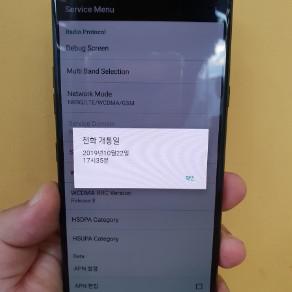 Service Menu
Radio Protocol
Debug Screen
Multi Band Selection
Network Mode
NR5G/LTE/WCDMA/GSM
Service Domain
전화 개통일
2019년10월22일
17시35분
확인
WCDMA RRC Version
Release 8
HSDPA Category
HSUPA Category
Data
APN 설정
APN 편집